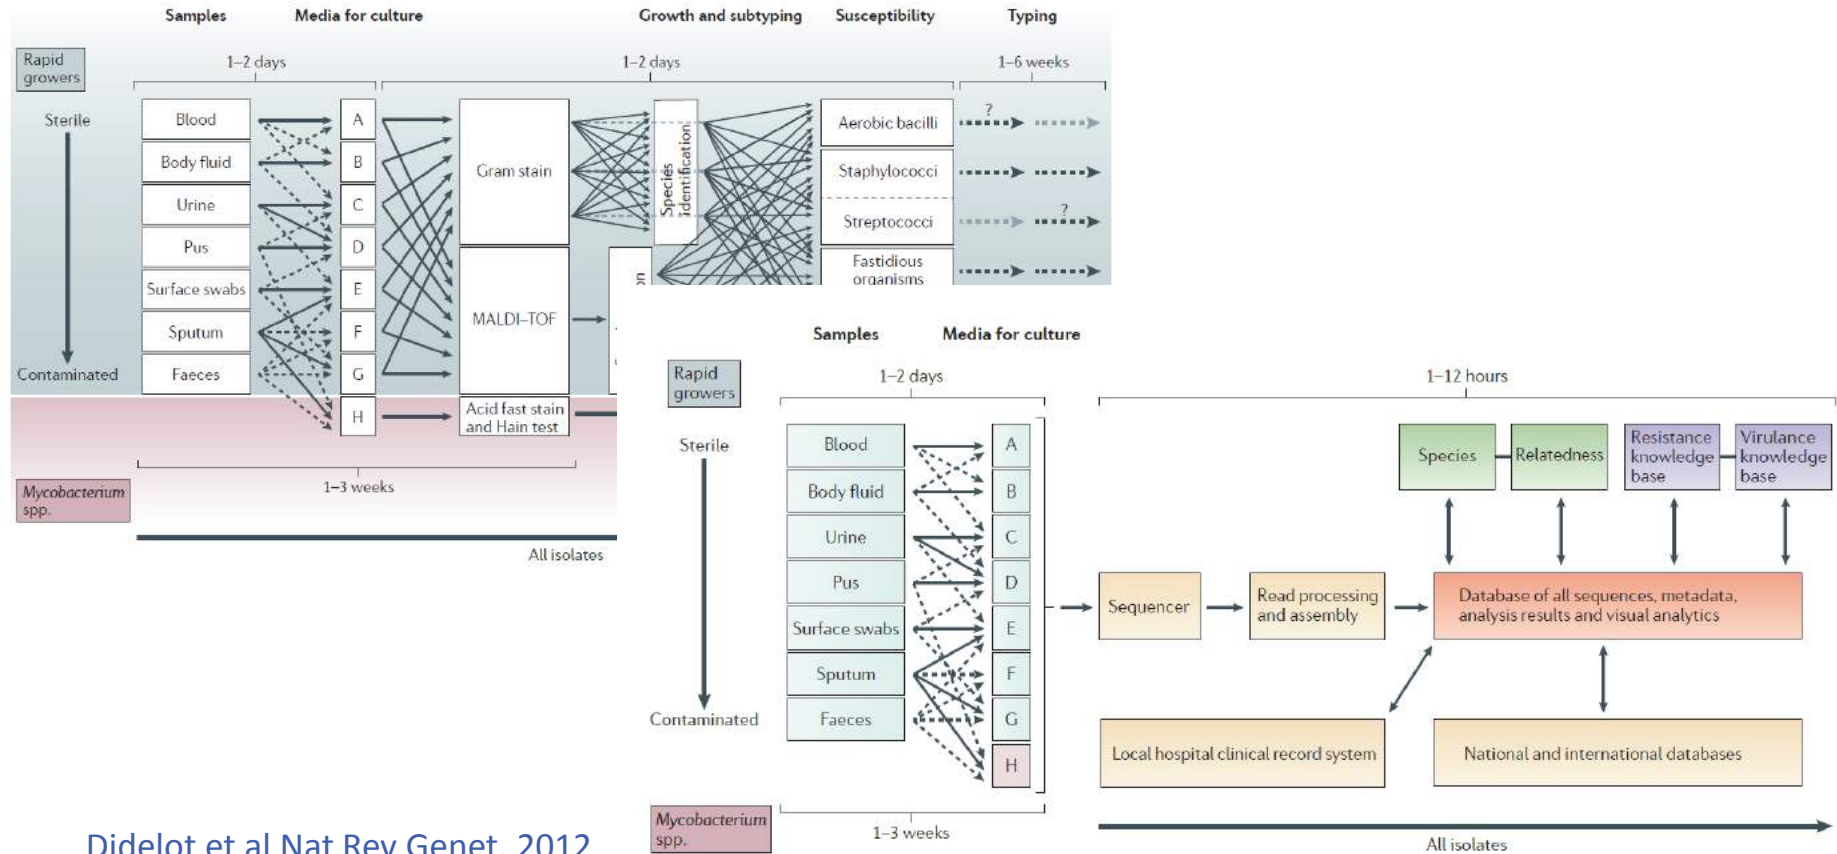 Samples
Media for culture
Growth and subtyping
Susceptibility
Typing
Rapid
growers
1–2 days
1–2 days
1–6 weeks
Sterile
Contaminated
Blood
Body fluid
Urine
Pus
Surface swabs
Sputum
Faeces
A
B
C
D
E
F
G
H
Gram stain
MALDI–TOF
Acid fast stain
and Hain test
Species
identification
on
Aerobic bacilli
Staphylococci
Streptococci
Fastidious
organisms
?
?
1–3 weeks
Mycobacterium
spp.
All isolates
Samples
Media for culture
Rapid
growers
1–2 days
1–12 hours
Sterile
Contaminated
Blood
Body fluid
Urine
Pus
Surface swabs
Sputum
Faeces
A
B
C
D
E
F
G
H
Species
Relatedness
Resistance
knowledge
base
Virulance
knowledge
base
Sequencer
Read processing
and assembly
Database of all sequences, metadata,
analysis results and visual analytics
Local hospital clinical record system
National and international databases
Mycobacterium
spp.
1–3 weeks
All isolates
Didelot et al Nat Rev Genet, 2012